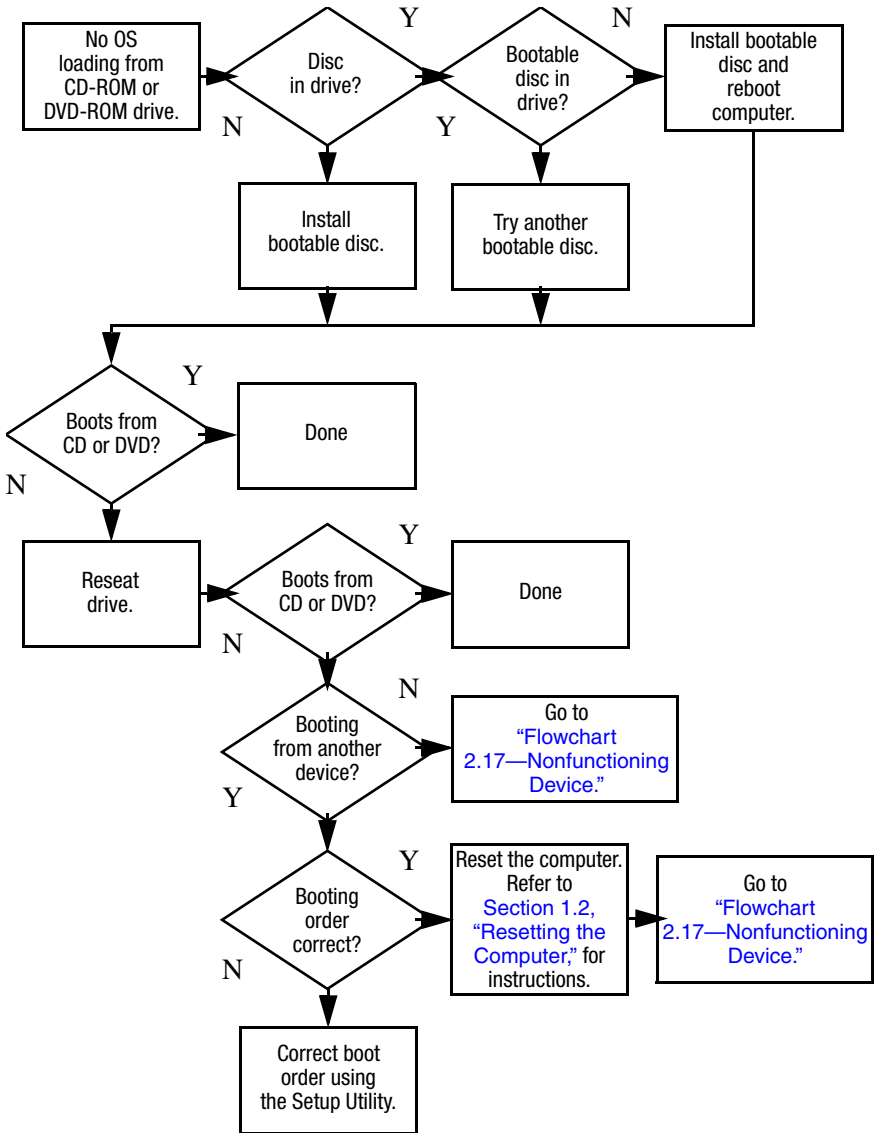 No OS
loading from
CD-ROM or
DVD-ROM drive.
Disc
in drive?
Y
N
Bootable
disc in
drive?
N
Y
Install bootable
disc and
reboot
computer.
Install
bootable disc.
Try another
bootable disc.
Boots from
CD or DVD?
Y
N
Done
Reseat
drive.
Boots from
CD or DVD?
Y
N
Done
Booting
from another
device?
N
Y
Go to
“Flowchart
2.17—Nonfunctioning
Device.”
Booting
order
correct?
Y
N
Reset the computer.
Refer to
Section 1.2,
“Resetting the
Computer,” for
instructions.
Go to
“Flowchart
2.17—Nonfunctioning
Device.”
Correct boot
order using
the Setup Utility.